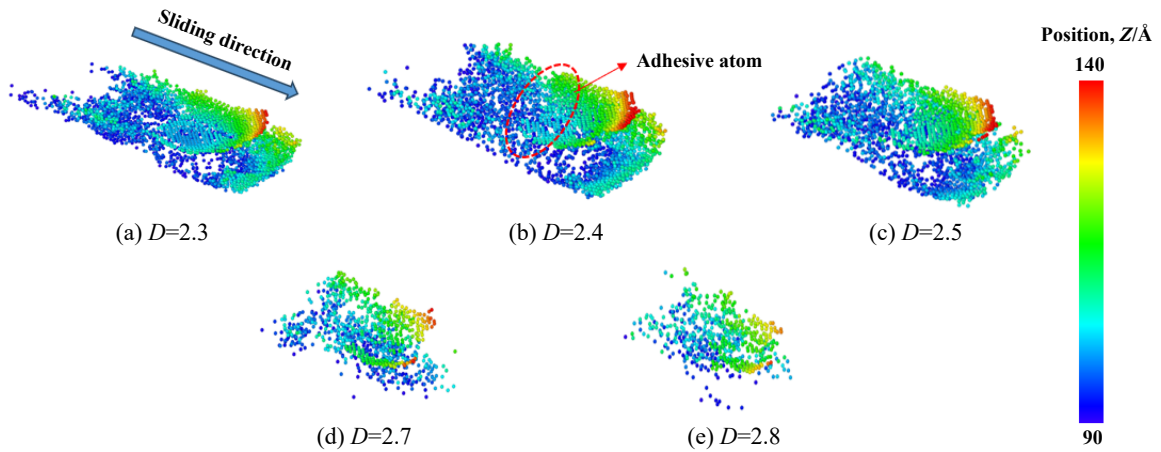 Sliding direction
Adhesive atom
Position, Z/Å
140
90
(a) D=2.3
(b) D=2.4
(c) D=2.5
(d) D=2.7
(e) D=2.8